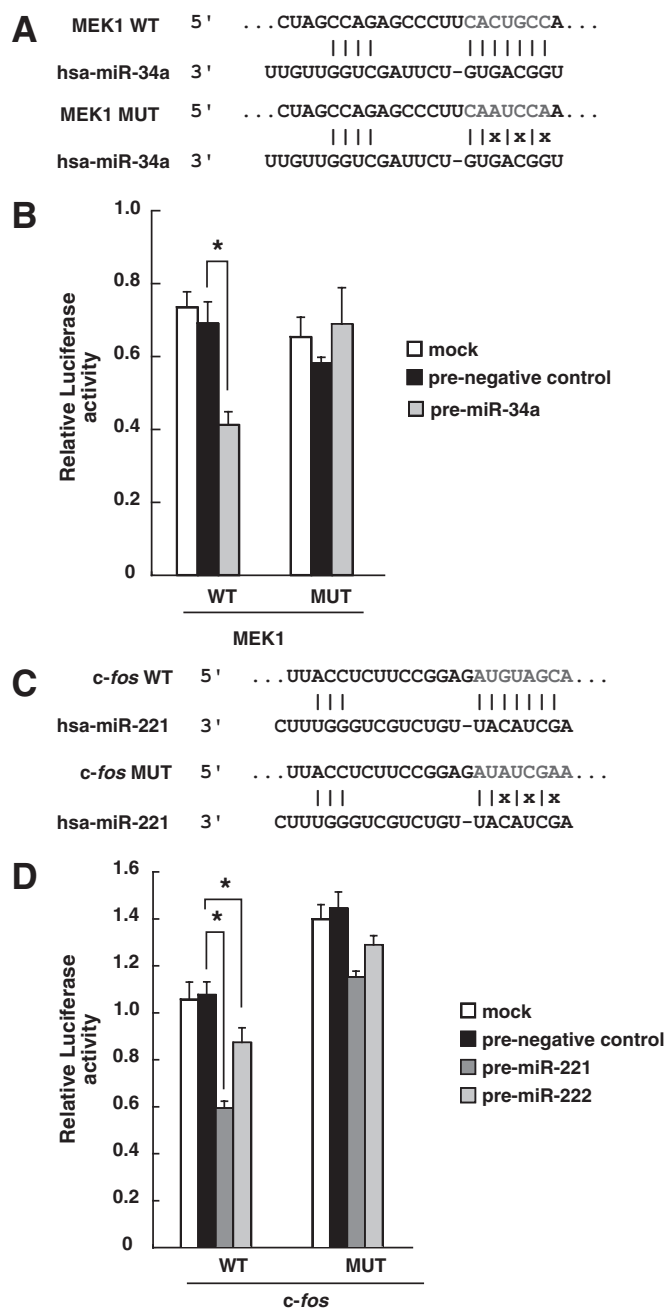 A
MEK1 WT 5' ...CUAGCCAGAGCCCUUCACUGCCA...
||||     |||||||
hsa-miR-34a 3' UUGUUGGUCGAUUCU-GUGACGGU
MEK1 MUT 5' ...CUAGCCAGAGCCCUUCAAUCCAA...
||||     ||x|x|x
hsa-miR-34a 3' UUGUUGGUCGAUUCU-GUGACGGU
B
Relative Luciferase activity
1.0
0.8
0.6
0.4
0.2
0
*
mock
pre-negative control
pre-miR-34a
WT MUT
MEK1
C
c-fos WT 5' ...UUACCUCUUCCGGAGAUGUAGCA...
|||     |||||||
hsa-miR-221 3' CUUUGGGUCGUCUGU-UACAUCGA
c-fos MUT 5' ...UUACCUCUUCCGGAGAUAUCGAA...
|||     ||x|x|x
hsa-miR-221 3' CUUUGGGUCGUCUGU-UACAUCGA
D
Relative Luciferase activity
1.6
1.4
1.2
1.0
0.8
0.6
0.4
0.2
0
*
*
mock
pre-negative control
pre-miR-221
pre-miR-222
WT MUT
c-fos